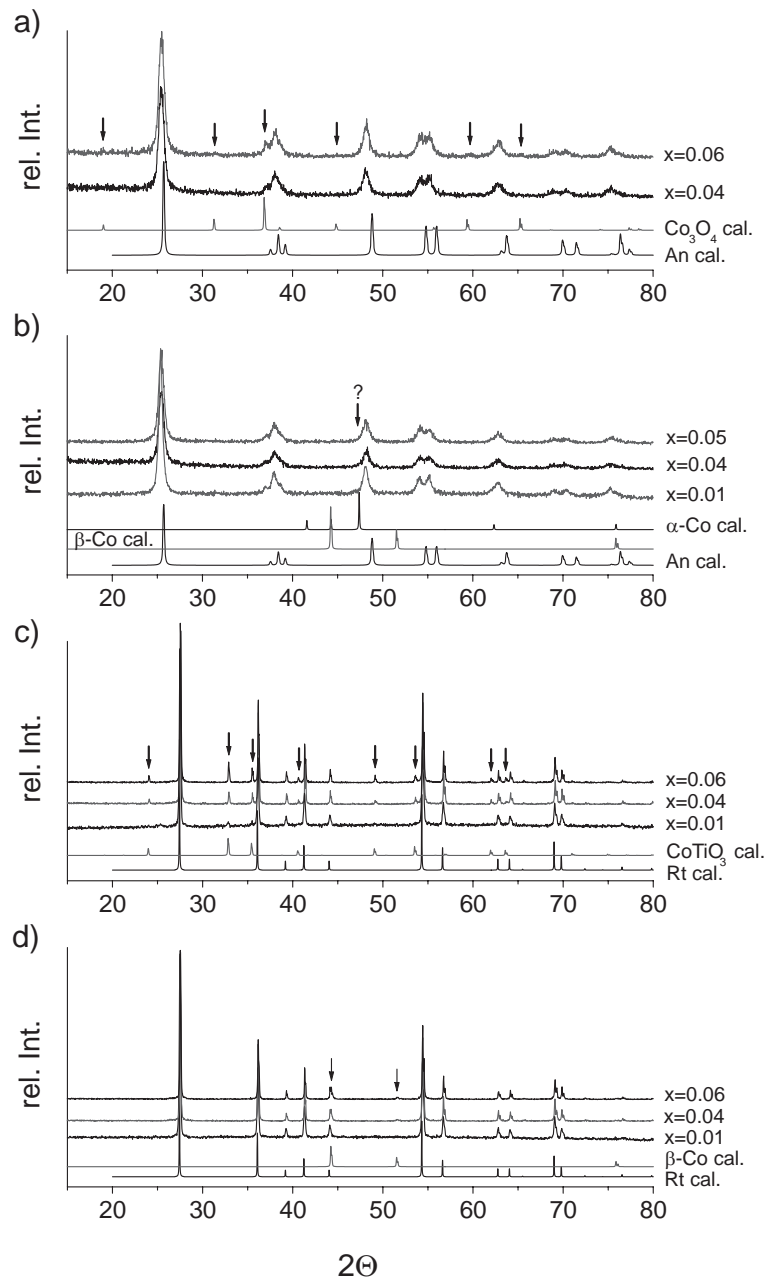 a)
rel. Int.
x=0.06
x=0.04
Co₃O₄ cal.
An cal.
20 30 40 50 60 70 80
b)
rel. Int.
?
x=0.05
x=0.04
x=0.01
α-Co cal.
β-Co cal.
An cal.
20 30 40 50 60 70 80
c)
rel. Int.
x=0.06
x=0.04
x=0.01
CoTiO₃ cal.
Rt cal.
20 30 40 50 60 70 80
d)
rel. Int.
x=0.06
x=0.04
x=0.01
β-Co cal.
Rt cal.
20 30 40 50 60 70 80
2Θ